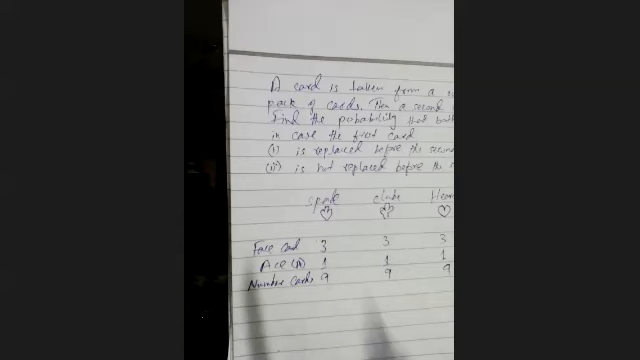 A card is taken from a
pack of cards. Then a second
Find the probability that both
in case the first card
(i) is replaced before the second
(ii) is not replaced before the
spade clubs Hear
Face Card 3 3 3
Ace (A) 1 1 1
Number Cards 9 9 9